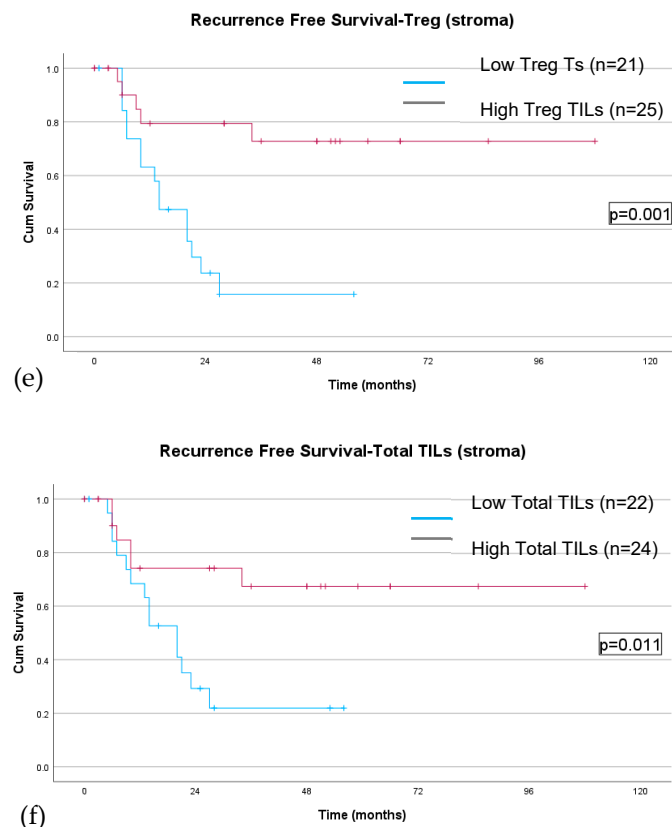 Recurrence Free Survival-Treg (stroma)
Low Treg Ts (n=21)
High Treg TILs (n=25)
1.0
0.8
0.6
0.4
0.2
0.0
Cum Survival
p=0.001
0 24 48 72 96 120
Time (months)
(e)
Recurrence Free Survival-Total TILs (stroma)
Low Total TILs (n=22)
High Total TILs (n=24)
1.0
0.8
0.6
0.4
0.2
0.0
Cum Survival
p=0.011
0 24 48 72 96 120
Time (months)
(f)